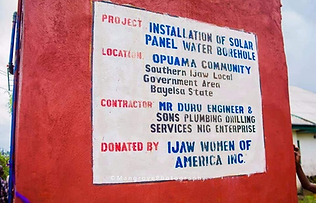 PROJECT: INSTALLATION OF SOLAR
PANEL WATER BOREHOLE
LOCATION: OPUAMA COMMUNITY
Southern Ijaw Local
Government Area
Bayelsa State
CONTRACTOR: MR DURU ENGINEER &
SONS PLUMBING DRILLING
SERVICES NIG ENTERPRISE
DONATED BY IJAW WOMEN OF
AMERICA INC.